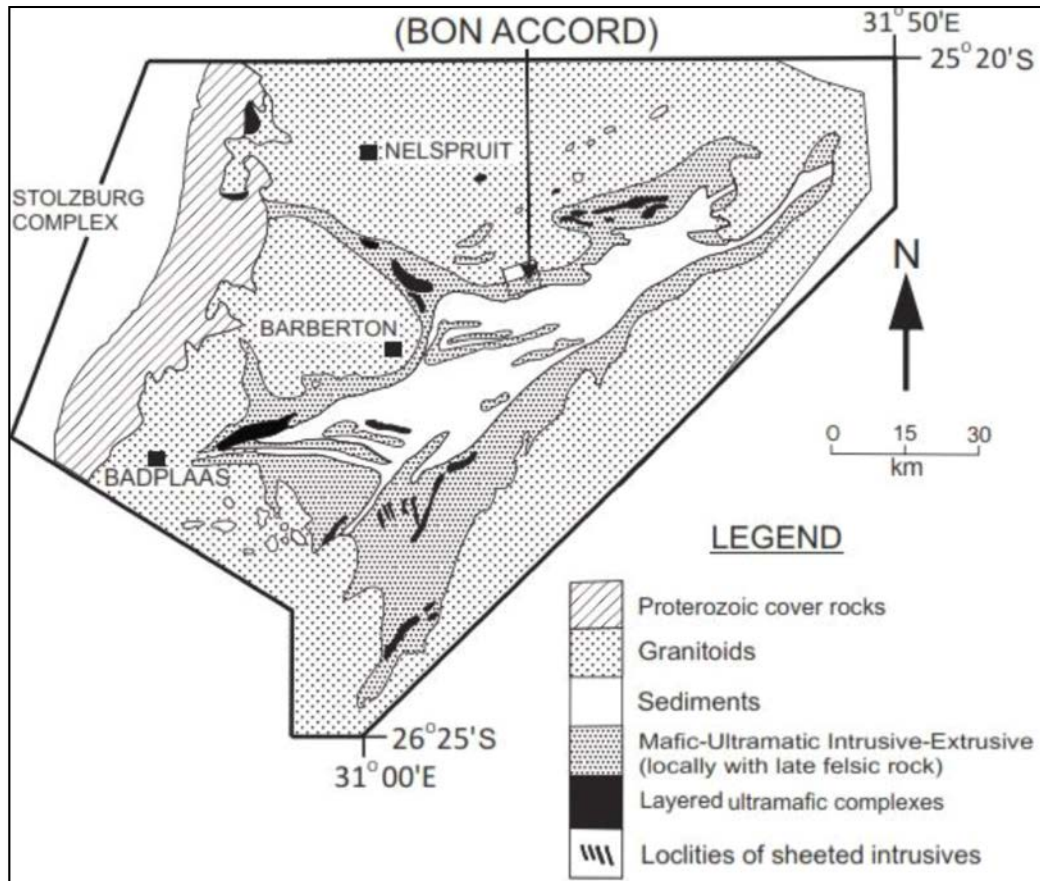 (BON ACCORD)
31°50'E
25°20'S
NELSPRUIT
STOLZBURG
COMPLEX
N
BARBERTON
0 15 30
km
BADPLAAS
LEGEND
Proterozoic cover rocks
Granitoids
Sediments
Mafic-Ultramatic Intrusive-Extrusive
(locally with late felsic rock)
Layered ultramafic complexes
Loclities of sheeted intrusives
26°25'S
31°00'E